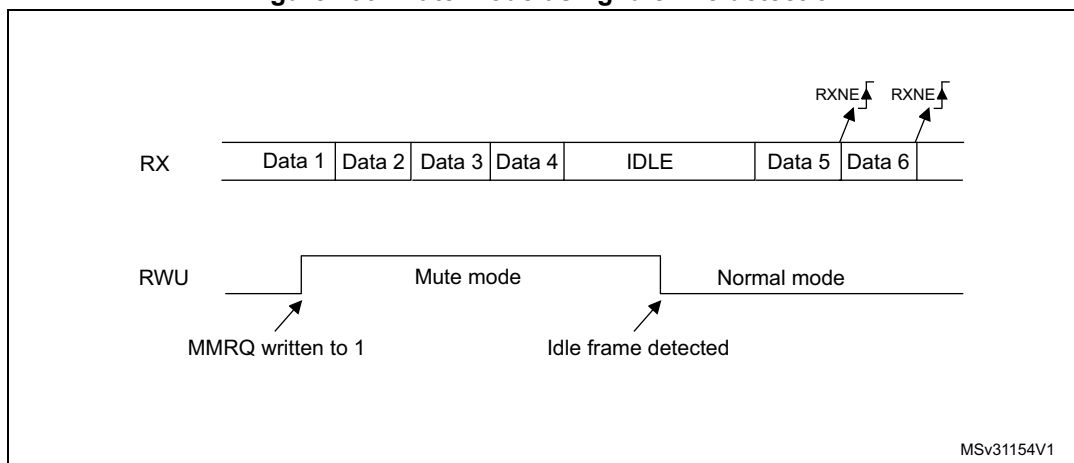 RXNE RXNE
RX Data 1 Data 2 Data 3 Data 4 IDLE Data 5 Data 6
RWU Mute mode Normal mode
MMRQ written to 1 Idle frame detected
MSv31154V1